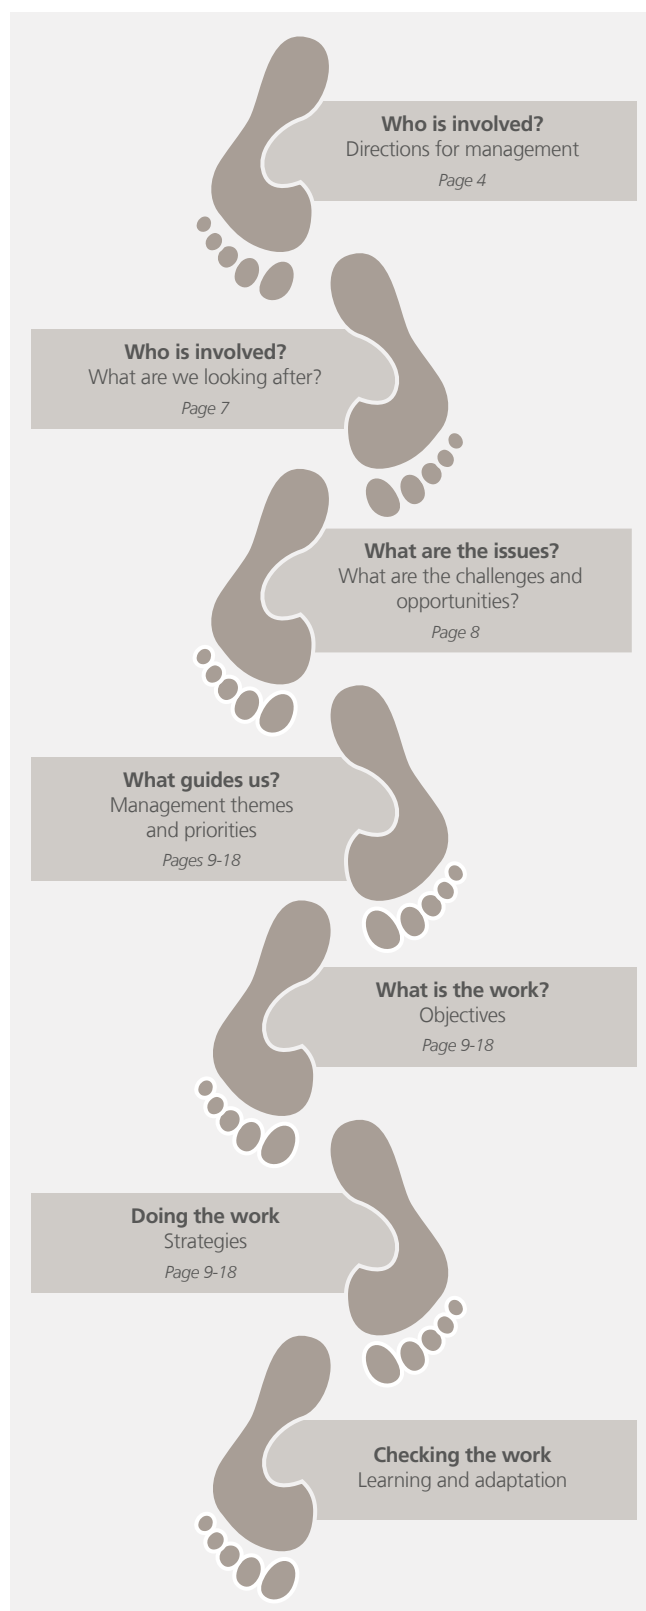 Who is involved?
Directions for management
Page 4
Who is involved?
What are we looking after?
Page 7
What are the issues?
What are the challenges and
opportunities?
Page 8
What guides us?
Management themes
and priorities
Pages 9-18
What is the work?
Objectives
Page 9-18
Doing the work
Strategies
Page 9-18
Checking the work
Learning and adaptation